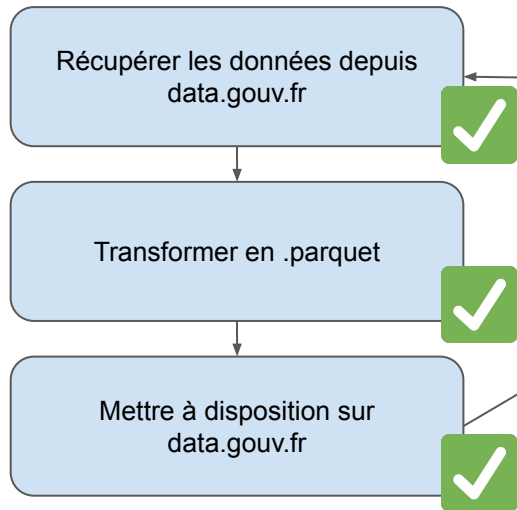 Récupérer les données depuis
data.gouv.fr
Transformer en .parquet
Mettre à disposition sur
data.gouv.fr